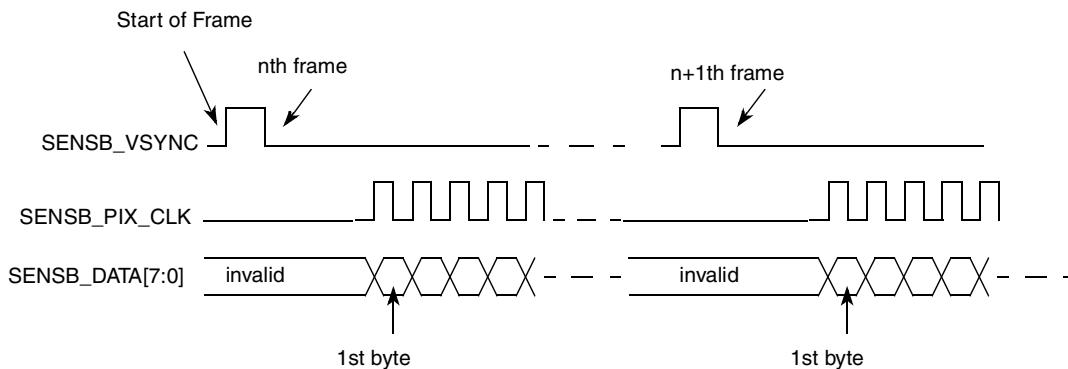 Start of Frame
nth frame
n+1th frame
SENSB_VSYNC
SENSB_PIX_CLK
SENSB_DATA[7:0]
invalid
invalid
1st byte
1st byte